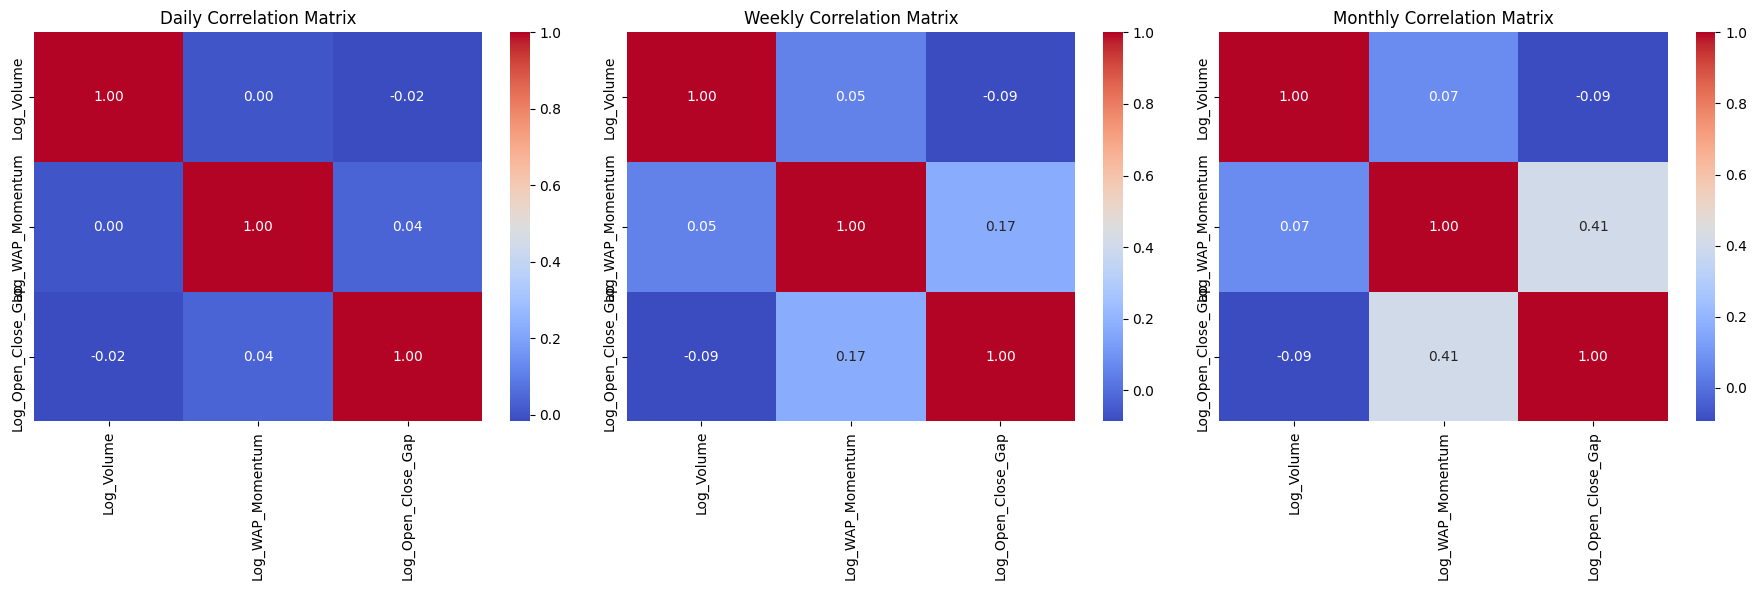 Daily Correlation Matrix
Log_Volume
Log_WAP_Momentum
Log_Open_Close_Gap
1.00 0.00 -0.02
0.00 1.00 0.04
-0.02 0.04 1.00
Log_Volume
Log_WAP_Momentum
Log_Open_Close_Gap
1.0
0.8
0.6
0.4
0.2
0.0
Weekly Correlation Matrix
Log_Volume
Log_WAP_Momentum
Log_Open_Close_Gap
1.00 0.05 -0.09
0.05 1.00 0.17
-0.09 0.17 1.00
Log_Volume
Log_WAP_Momentum
Log_Open_Close_Gap
1.0
0.8
0.6
0.4
0.2
0.0
Monthly Correlation Matrix
Log_Volume
Log_WAP_Momentum
Log_Open_Close_Gap
1.00 0.07 -0.09
0.07 1.00 0.41
-0.09 0.41 1.00
Log_Volume
Log_WAP_Momentum
Log_Open_Close_Gap
1.0
0.8
0.6
0.4
0.2
0.0